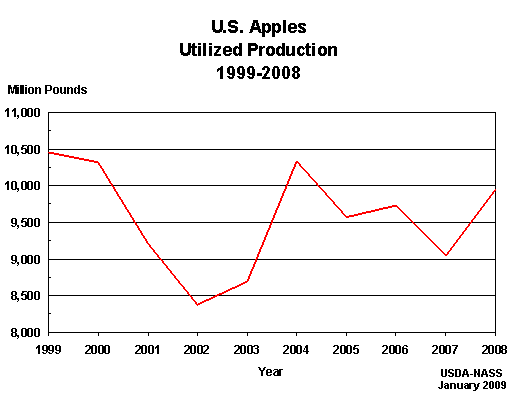 U.S. Apples
Utilized Production
1999-2008
Million Pounds
11,000
10,500
10,000
9,500
9,000
8,500
8,000
1999 2000 2001 2002 2003 2004 2005 2006 2007 2008
Year
USDA-NASS
January 2009